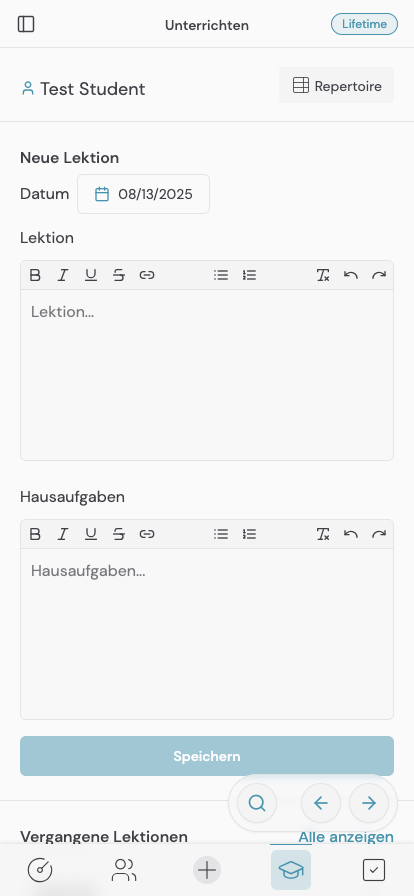 Unterrichten
Lifetime
Test Student
Repertoire
Neue Lektion
Datum 08/13/2025
Lektion
Lektion...
Hausaufgaben
Hausaufgaben...
Speichern
Vergangene Lektionen
Alle anzeigen